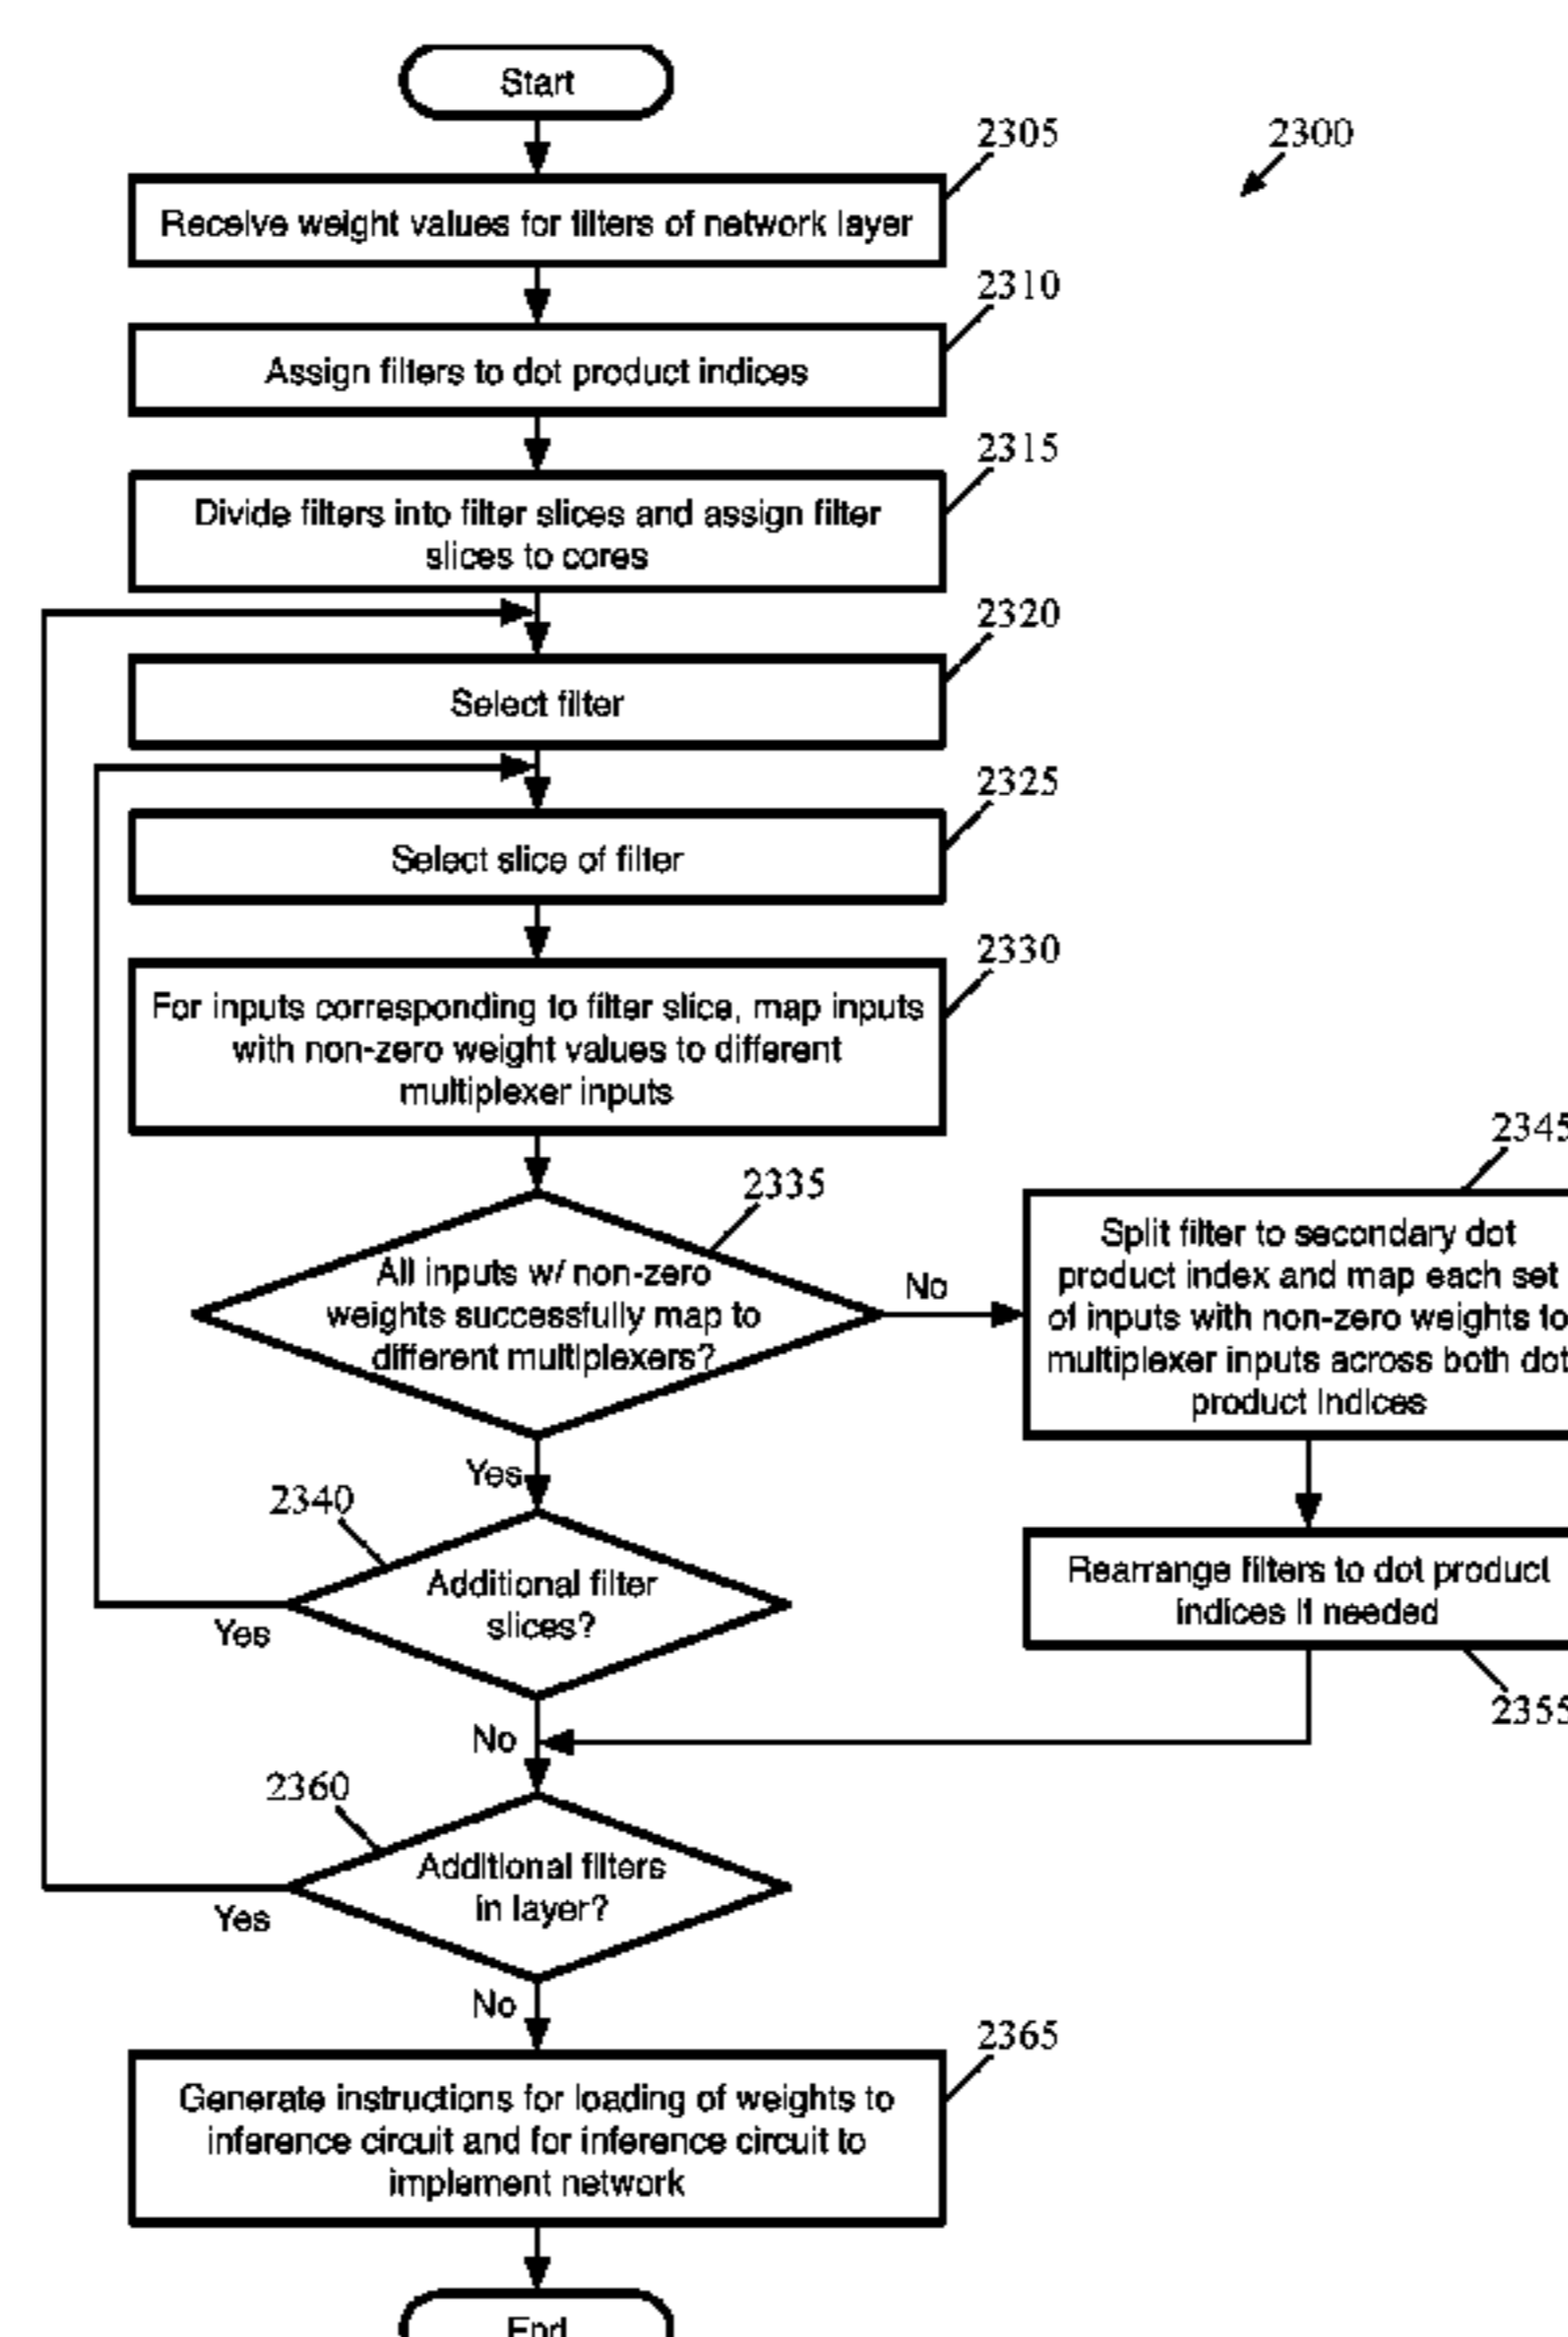 Start
2305
2300
Receive weight values for filters of network layer
2310
Assign filters to dot product indices
2315
Divide filters into filter slices and assign filter
slices to cores
2320
Select filter
2325
Select slice of filter
2330
For inputs corresponding to filter slice, map inputs
with non-zero weight values to different
multiplexer inputs
2335
All inputs w/ non-zero
weights successfully map to
different multiplexers?
No
2345
Split filter to secondary dot
product index and map each set
of inputs with non-zero weights to
multiplexer inputs across both dot
product indices
Yes
2340
Additional filter
slices?
Yes
Rearrange filters to dot product
indices if needed
2355
No
2360
Additional filters
in layer?
Yes
No
2365
Generate instructions for loading of weights to
inference circuit and for inference circuit to
implement network
End